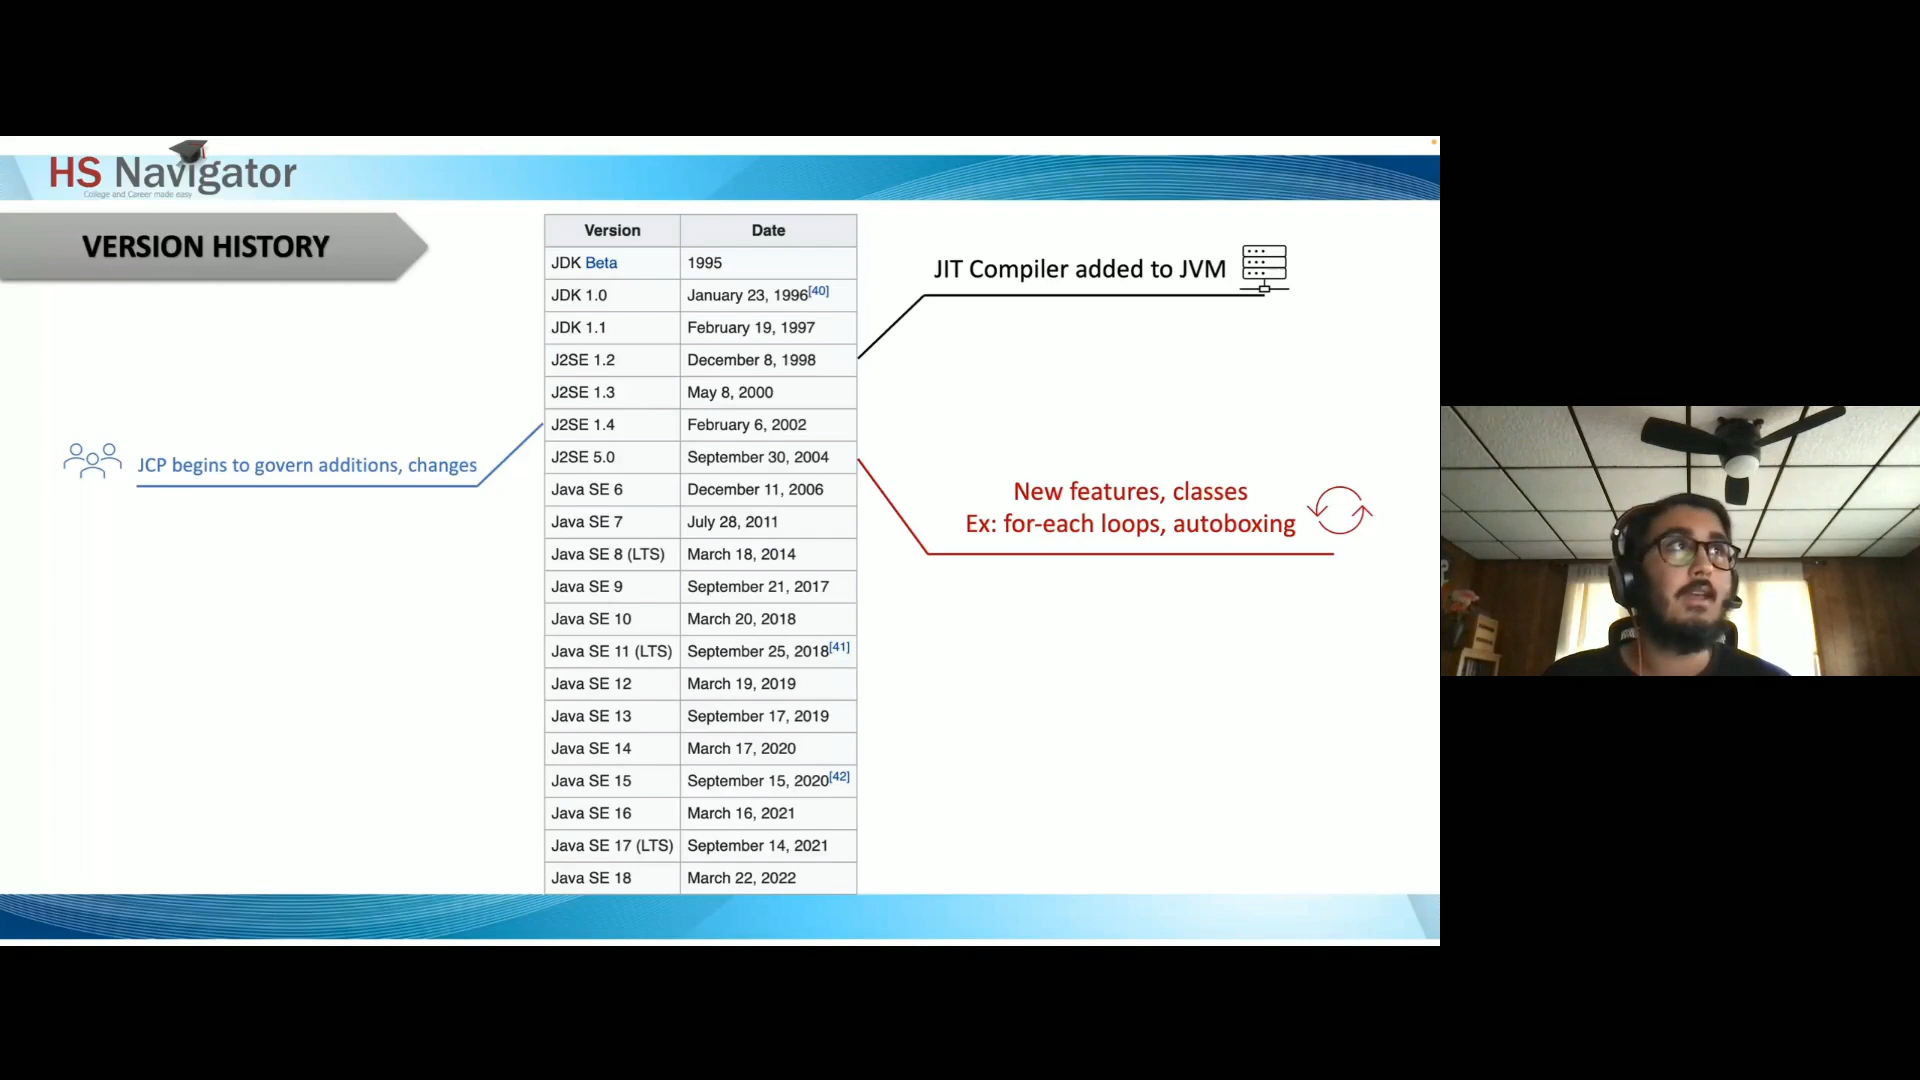 HS Navigator
College and Career made easy
VERSION HISTORY
Version Date
JDK Beta 1995
JDK 1.0 January 23, 1996[40]
JDK 1.1 February 19, 1997
J2SE 1.2 December 8, 1998
J2SE 1.3 May 8, 2000
J2SE 1.4 February 6, 2002
J2SE 5.0 September 30, 2004
Java SE 6 December 11, 2006
Java SE 7 July 28, 2011
Java SE 8 (LTS) March 18, 2014
Java SE 9 September 21, 2017
Java SE 10 March 20, 2018
Java SE 11 (LTS) September 25, 2018[41]
Java SE 12 March 19, 2019
Java SE 13 September 17, 2019
Java SE 14 March 17, 2020
Java SE 15 September 15, 2020[42]
Java SE 16 March 16, 2021
Java SE 17 (LTS) September 14, 2021
Java SE 18 March 22, 2022
JCP begins to govern additions, changes
JIT Compiler added to JVM
New features, classes
Ex: for-each loops, autoboxing